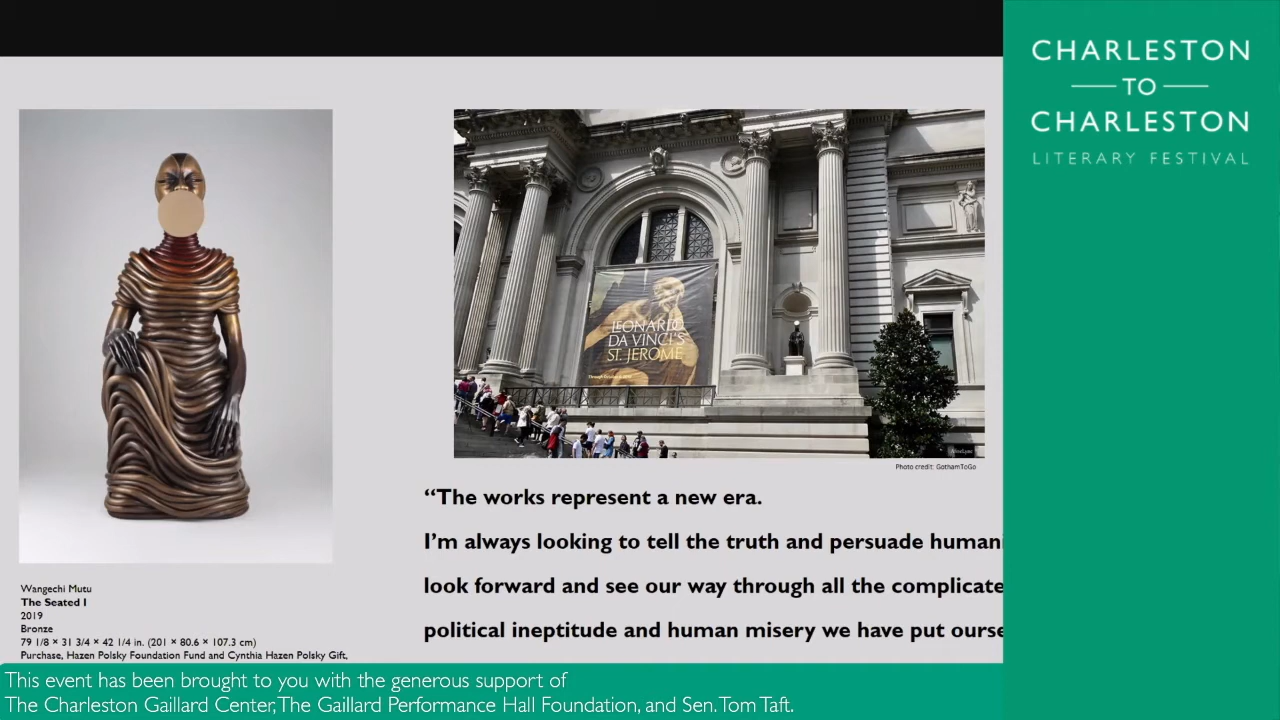 CHARLESTON
TO
CHARLESTON
LITERARY FESTIVAL
LEONARDO
DA VINCI'S
ST. JEROME
Photo credit: GothamToGo
“The works represent a new era.
I’m always looking to tell the truth and persuade humani
look forward and see our way through all the complicate
political ineptitude and human misery we have put ourse
Wangechi Mutu
The Seated I
2019
Bronze
79 1/8 × 31 3/4 × 42 1/4 in. (201 × 80.6 × 107.3 cm)
Purchase, Hazen Polsky Foundation Fund and Cynthia Hazen Polsky Gift,
This event has been brought to you with the generous support of
The Charleston Gaillard Center, The Gaillard Performance Hall Foundation, and Sen. Tom Taft.